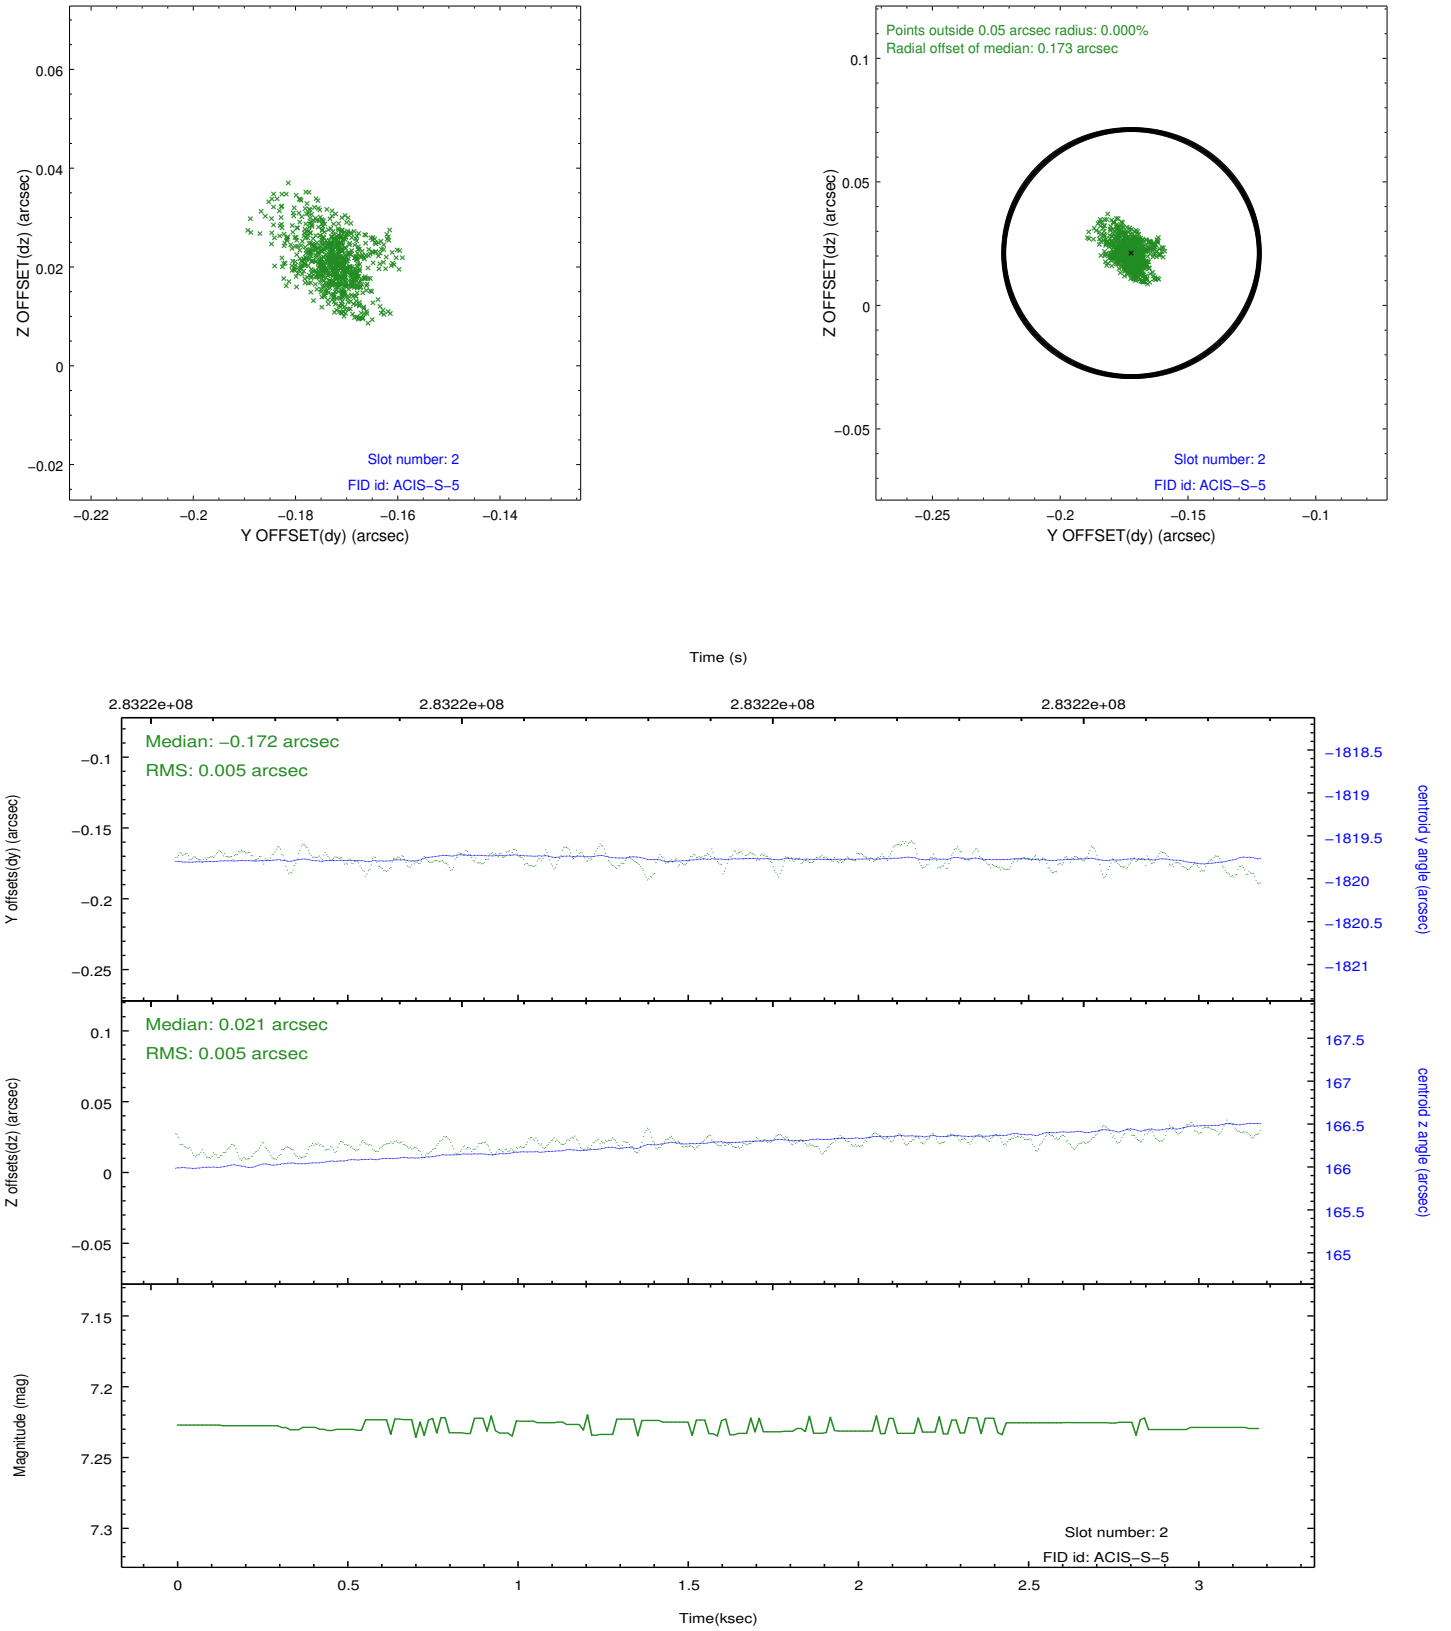 0.06
0.04
0.02
0
−0.02
Z OFFSET(dz) (arcsec)
Slot number: 2
FID id: ACIS−S−5
−0.22
−0.2
−0.18
−0.16
−0.14
Y OFFSET(dy) (arcsec)
Points outside 0.05 arcsec radius: 0.000%
Radial offset of median: 0.173 arcsec
0.1
0.05
0
−0.05
Z OFFSET(dz) (arcsec)
Slot number: 2
FID id: ACIS−S−5
−0.25
−0.2
−0.15
−0.1
Y OFFSET(dy) (arcsec)
Time (s)
2.8322e+08
2.8322e+08
2.8322e+08
2.8322e+08
Median: −0.172 arcsec
RMS: 0.005 arcsec
−0.1
−0.15
−0.2
−0.25
Y offsets(dy) (arcsec)
−1818.5
−1819
−1819.5
−1820
−1820.5
−1821
centroid y angle (arcsec)
Median: 0.021 arcsec
RMS: 0.005 arcsec
0.1
0.05
0
−0.05
Z offsets(dz) (arcsec)
167.5
167
166.5
166
165.5
165
centroid z angle (arcsec)
7.15
7.2
7.25
7.3
Magnitude (mag)
Slot number: 2
FID id: ACIS−S−5
0
0.5
1
1.5
2
2.5
3
Time(ksec)